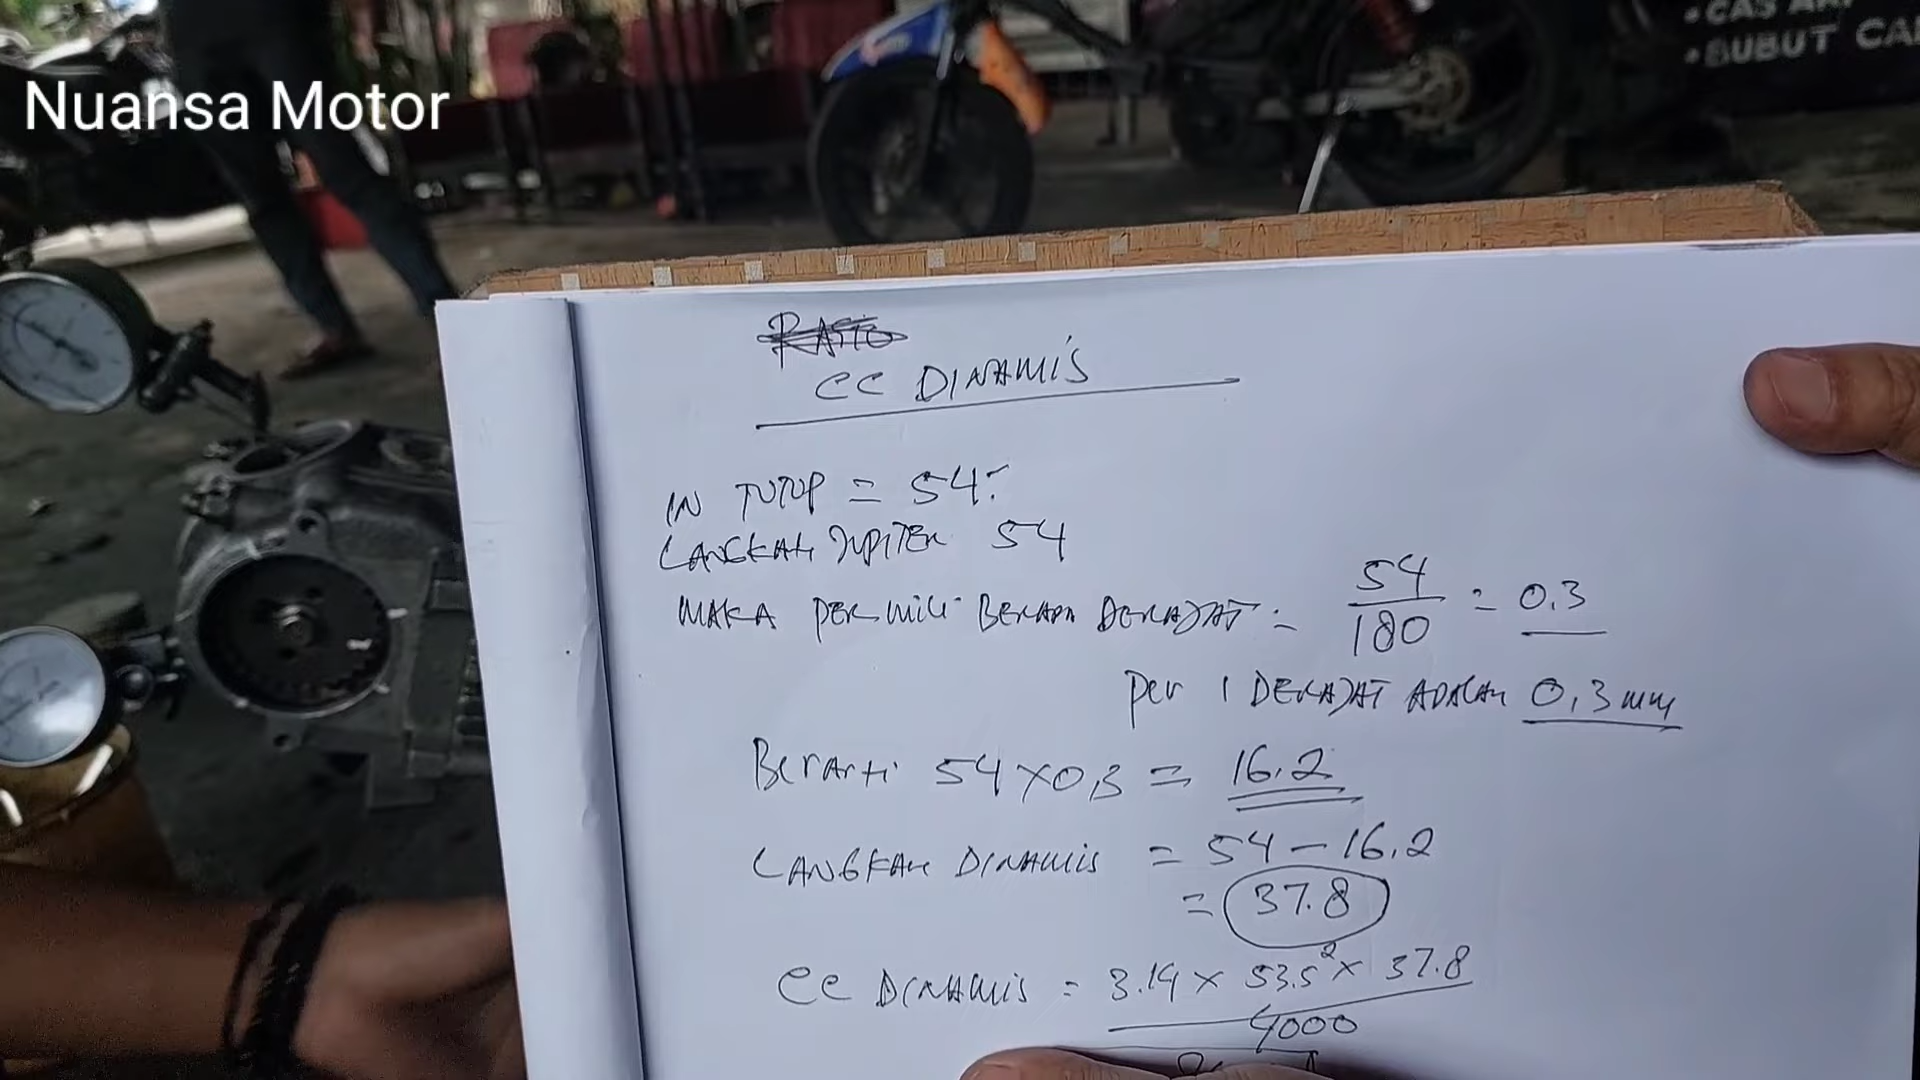 Nuansa Motor
• CAS AK
• BUBUT CA
RASIO
CC DINAMIS
IN TUTUP = 54°
LANGKAH JUPITER 54
MAKA PER MILI BERAPA DERAJAT = 54/180 = 0.3
per 1 DERAJAT ADALAH 0,3 mm
BERARTI 54 x 0,3 = 16.2
LANGKAH DINAMIS = 54 - 16.2
= 37.8
CC DINAMIS = 3.14 x 53.5² x 37.8
4000